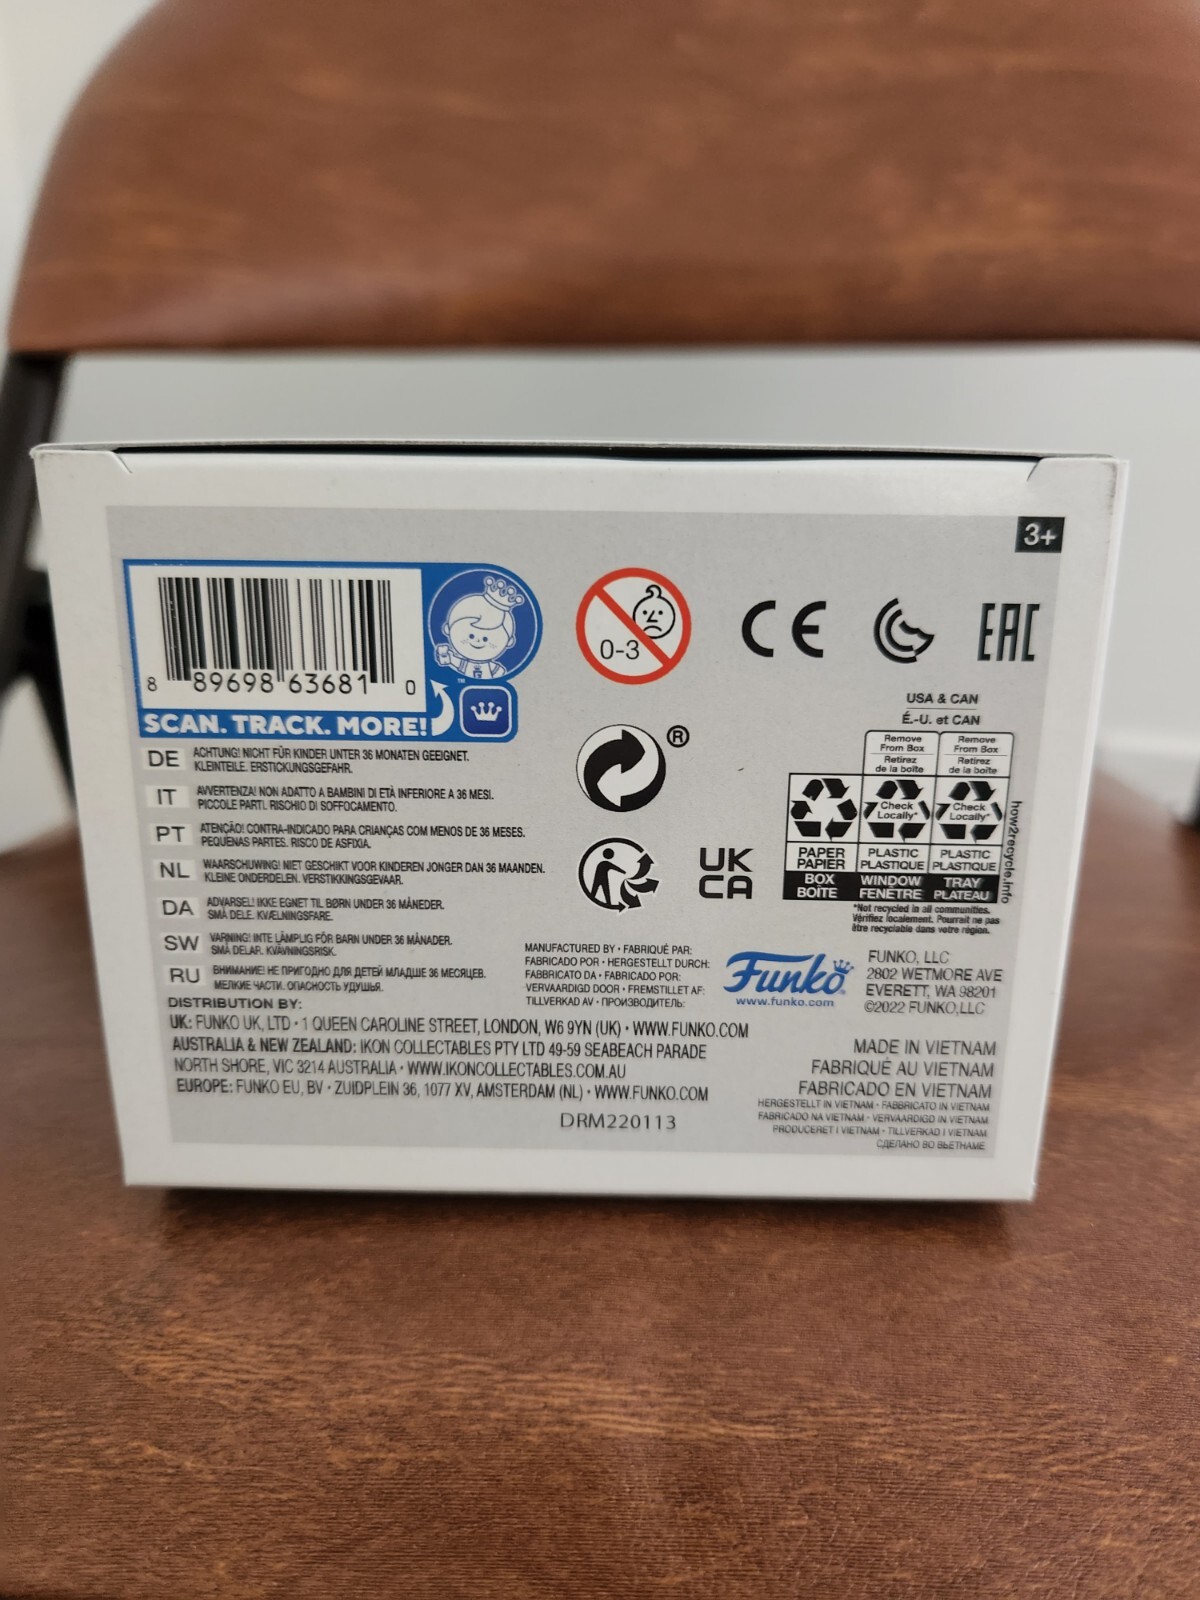 3+
8 89698 63681 0
SCAN. TRACK. MORE!
™
0-3
CE
EAC
DE ACHTUNG! NICHT FÜR KINDER UNTER 36 MONATEN GEEIGNET.
KLEINTEILE. ERSTICKUNGSGEFAHR.
IT AVVERTENZA! NON ADATTO A BAMBINI DI ETÀ INFERIORE A 36 MESI.
PICCOLE PARTI. RISCHIO DI SOFFOCAMENTO.
PT ATENÇÃO! CONTRA-INDICADO PARA CRIANÇAS COM MENOS DE 36 MESES.
PEQUENAS PARTES. RISCO DE ASFIXIA.
NL WAARSCHUWING! NIET GESCHIKT VOOR KINDEREN JONGER DAN 36 MAANDEN.
KLEINE ONDERDELEN. VERSTIKKINGSGEVAAR.
DA ADVARSEL! IKKE EGNET TIL BØRN UNDER 36 MÅNEDER.
SMÅ DELE. KVÆLNINGSFARE.
SW VARNING! INTE LÄMPLIG FÖR BARN UNDER 36 MÅNADER.
SMÅ DELAR. KVÄVNINGSRISK.
RU ВНИМАНИЕ! НЕ ПРИГОДНО ДЛЯ ДЕТЕЙ МЛАДШЕ 36 МЕСЯЦЕВ.
МЕЛКИЕ ЧАСТИ. ОПАСНОСТЬ УДУШЬЯ.
®
UK
CA
USA & CAN
É.-U. et CAN
Remove From Box
Retirez de la boîte
Remove From Box
Retirez de la boîte
Check Locally*
Check Locally*
PAPER
PAPIER
PLASTIC
PLASTIQUE
PLASTIC
PLASTIQUE
BOX
BOÎTE
WINDOW
FENÊTRE
TRAY
PLATEAU
how2recycle.info
*Not recycled in all communities.
Vérifiez localement. Pourrait ne pas
être recyclable dans votre région.
MANUFACTURED BY • FABRIQUÉ PAR:
FABRICADO POR • HERGESTELLT DURCH:
FABBRICATO DA • FABRICADO POR:
VERVAARDIGD DOOR • FREMSTILLET AF:
TILLVERKAD AV • ПРОИЗВОДИТЕЛЬ:
Funko
www.funko.com
FUNKO, LLC
2802 WETMORE AVE
EVERETT, WA 98201
©2022 FUNKO,LLC
DISTRIBUTION BY:
UK: FUNKO UK, LTD • 1 QUEEN CAROLINE STREET, LONDON, W6 9YN (UK) • WWW.FUNKO.COM
AUSTRALIA & NEW ZEALAND: IKON COLLECTABLES PTY LTD 49-59 SEABEACH PARADE
NORTH SHORE, VIC 3214 AUSTRALIA • WWW.IKONCOLLECTABLES.COM.AU
EUROPE: FUNKO EU, BV • ZUIDPLEIN 36, 1077 XV, AMSTERDAM (NL) • WWW.FUNKO.COM
DRM220113
MADE IN VIETNAM
FABRIQUÉ AU VIETNAM
FABRICADO EN VIETNAM
HERGESTELLT IN VIETNAM • FABBRICATO IN VIETNAM
FABRICADO NA VIETNAM • VERVAARDIGD IN VIETNAM
PRODUCERET I VIETNAM • TILLVERKAD I VIETNAM
СДЕЛАНО ВО ВЬЕТНАМЕ